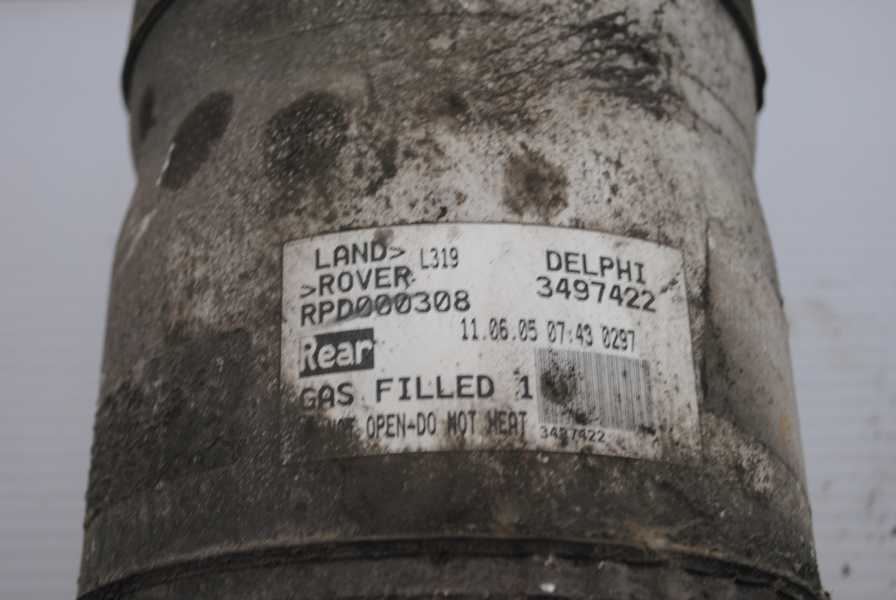 LAND> L319 DELPHI
>ROVER 3497422
RPD000308
11.06.05 07:43 0297
Rear
GAS FILLED 1
NOT OPEN-DO NOT HEAT 3497422